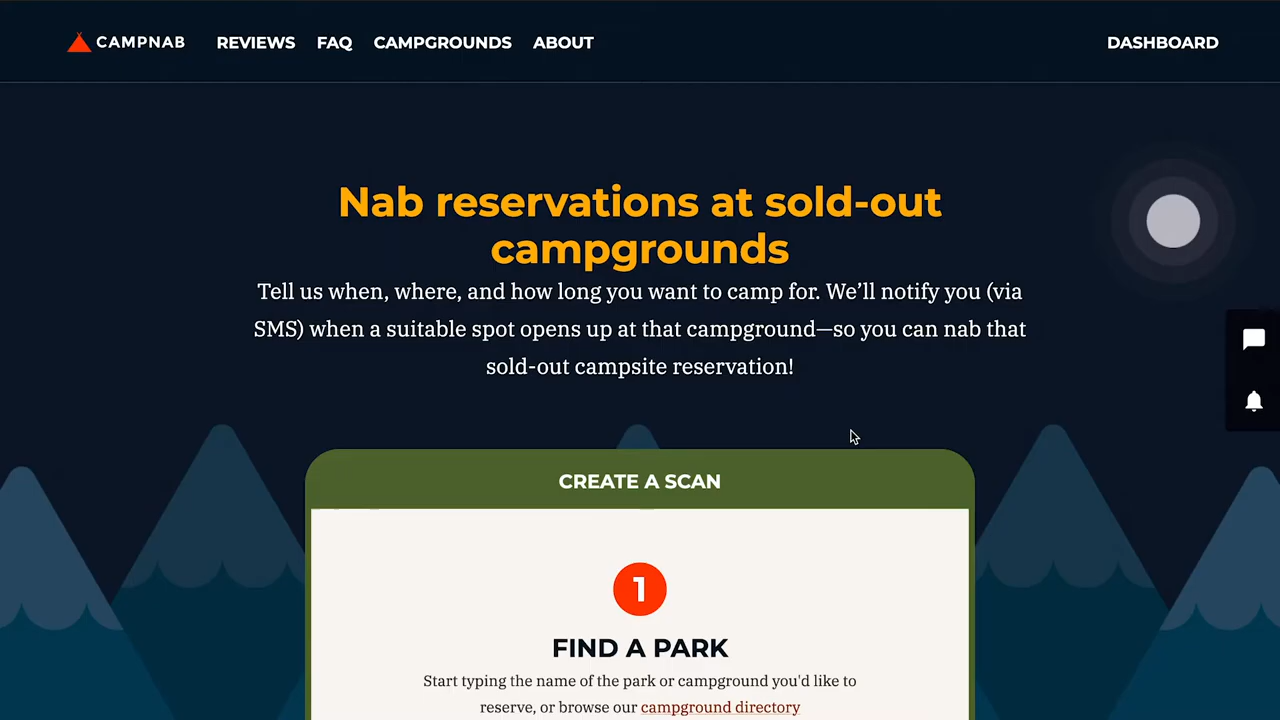 CAMPNAB REVIEWS FAQ CAMPGROUNDS ABOUT DASHBOARD
Nab reservations at sold-out
campgrounds
Tell us when, where, and how long you want to camp for. We’ll notify you (via
SMS) when a suitable spot opens up at that campground—so you can nab that
sold-out campsite reservation!
CREATE A SCAN
1
FIND A PARK
Start typing the name of the park or campground you'd like to
reserve, or browse our campground directory